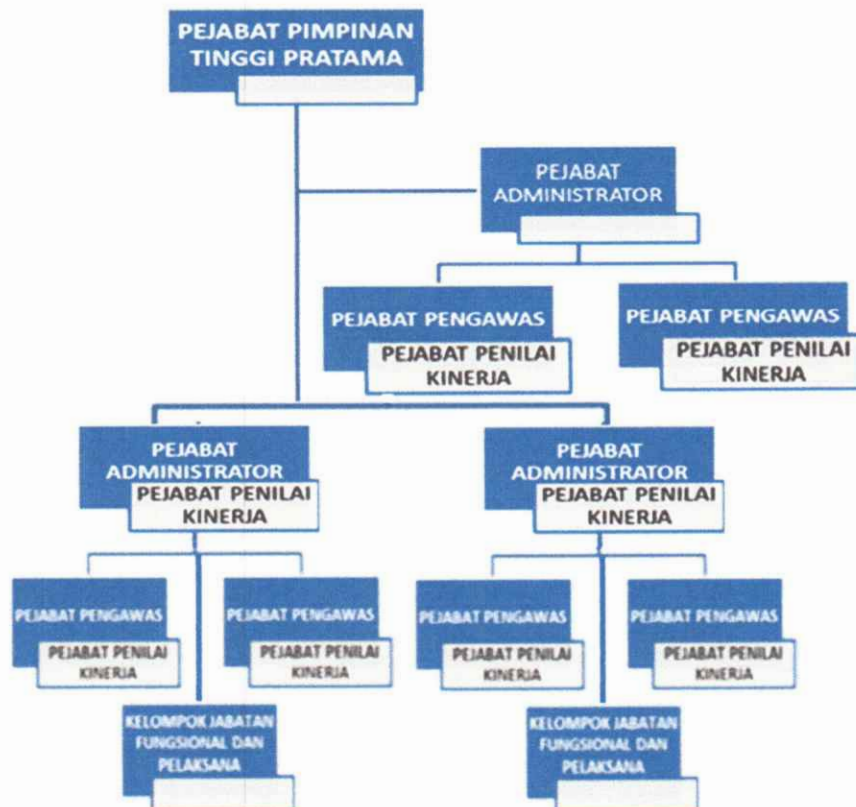 PEJABAT PIMPINAN
TINGGI PRATAMA
PEJABAT
ADMINISTRATOR
PEJABAT PENGAWAS
PEJABAT PENILAI
KINERJA
PEJABAT PENGAWAS
PEJABAT PENILAI
KINERJA
PEJABAT
ADMINISTRATOR
PEJABAT PENILAI
KINERJA
PEJABAT
ADMINISTRATOR
PEJABAT PENILAI
KINERJA
PEJABAT PENGAWAS
PEJABAT PENILAI
KINERJA
PEJABAT PENGAWAS
PEJABAT PENILAI
KINERJA
PEJABAT PENGAWAS
PEJABAT PENILAI
KINERJA
PEJABAT PENGAWAS
PEJABAT PENILAI
KINERJA
KELOMPOK JABATAN
FUNGSIONAL DAN
PELAKSANA
KELOMPOK JABATAN
FUNGSIONAL DAN
PELAKSANA